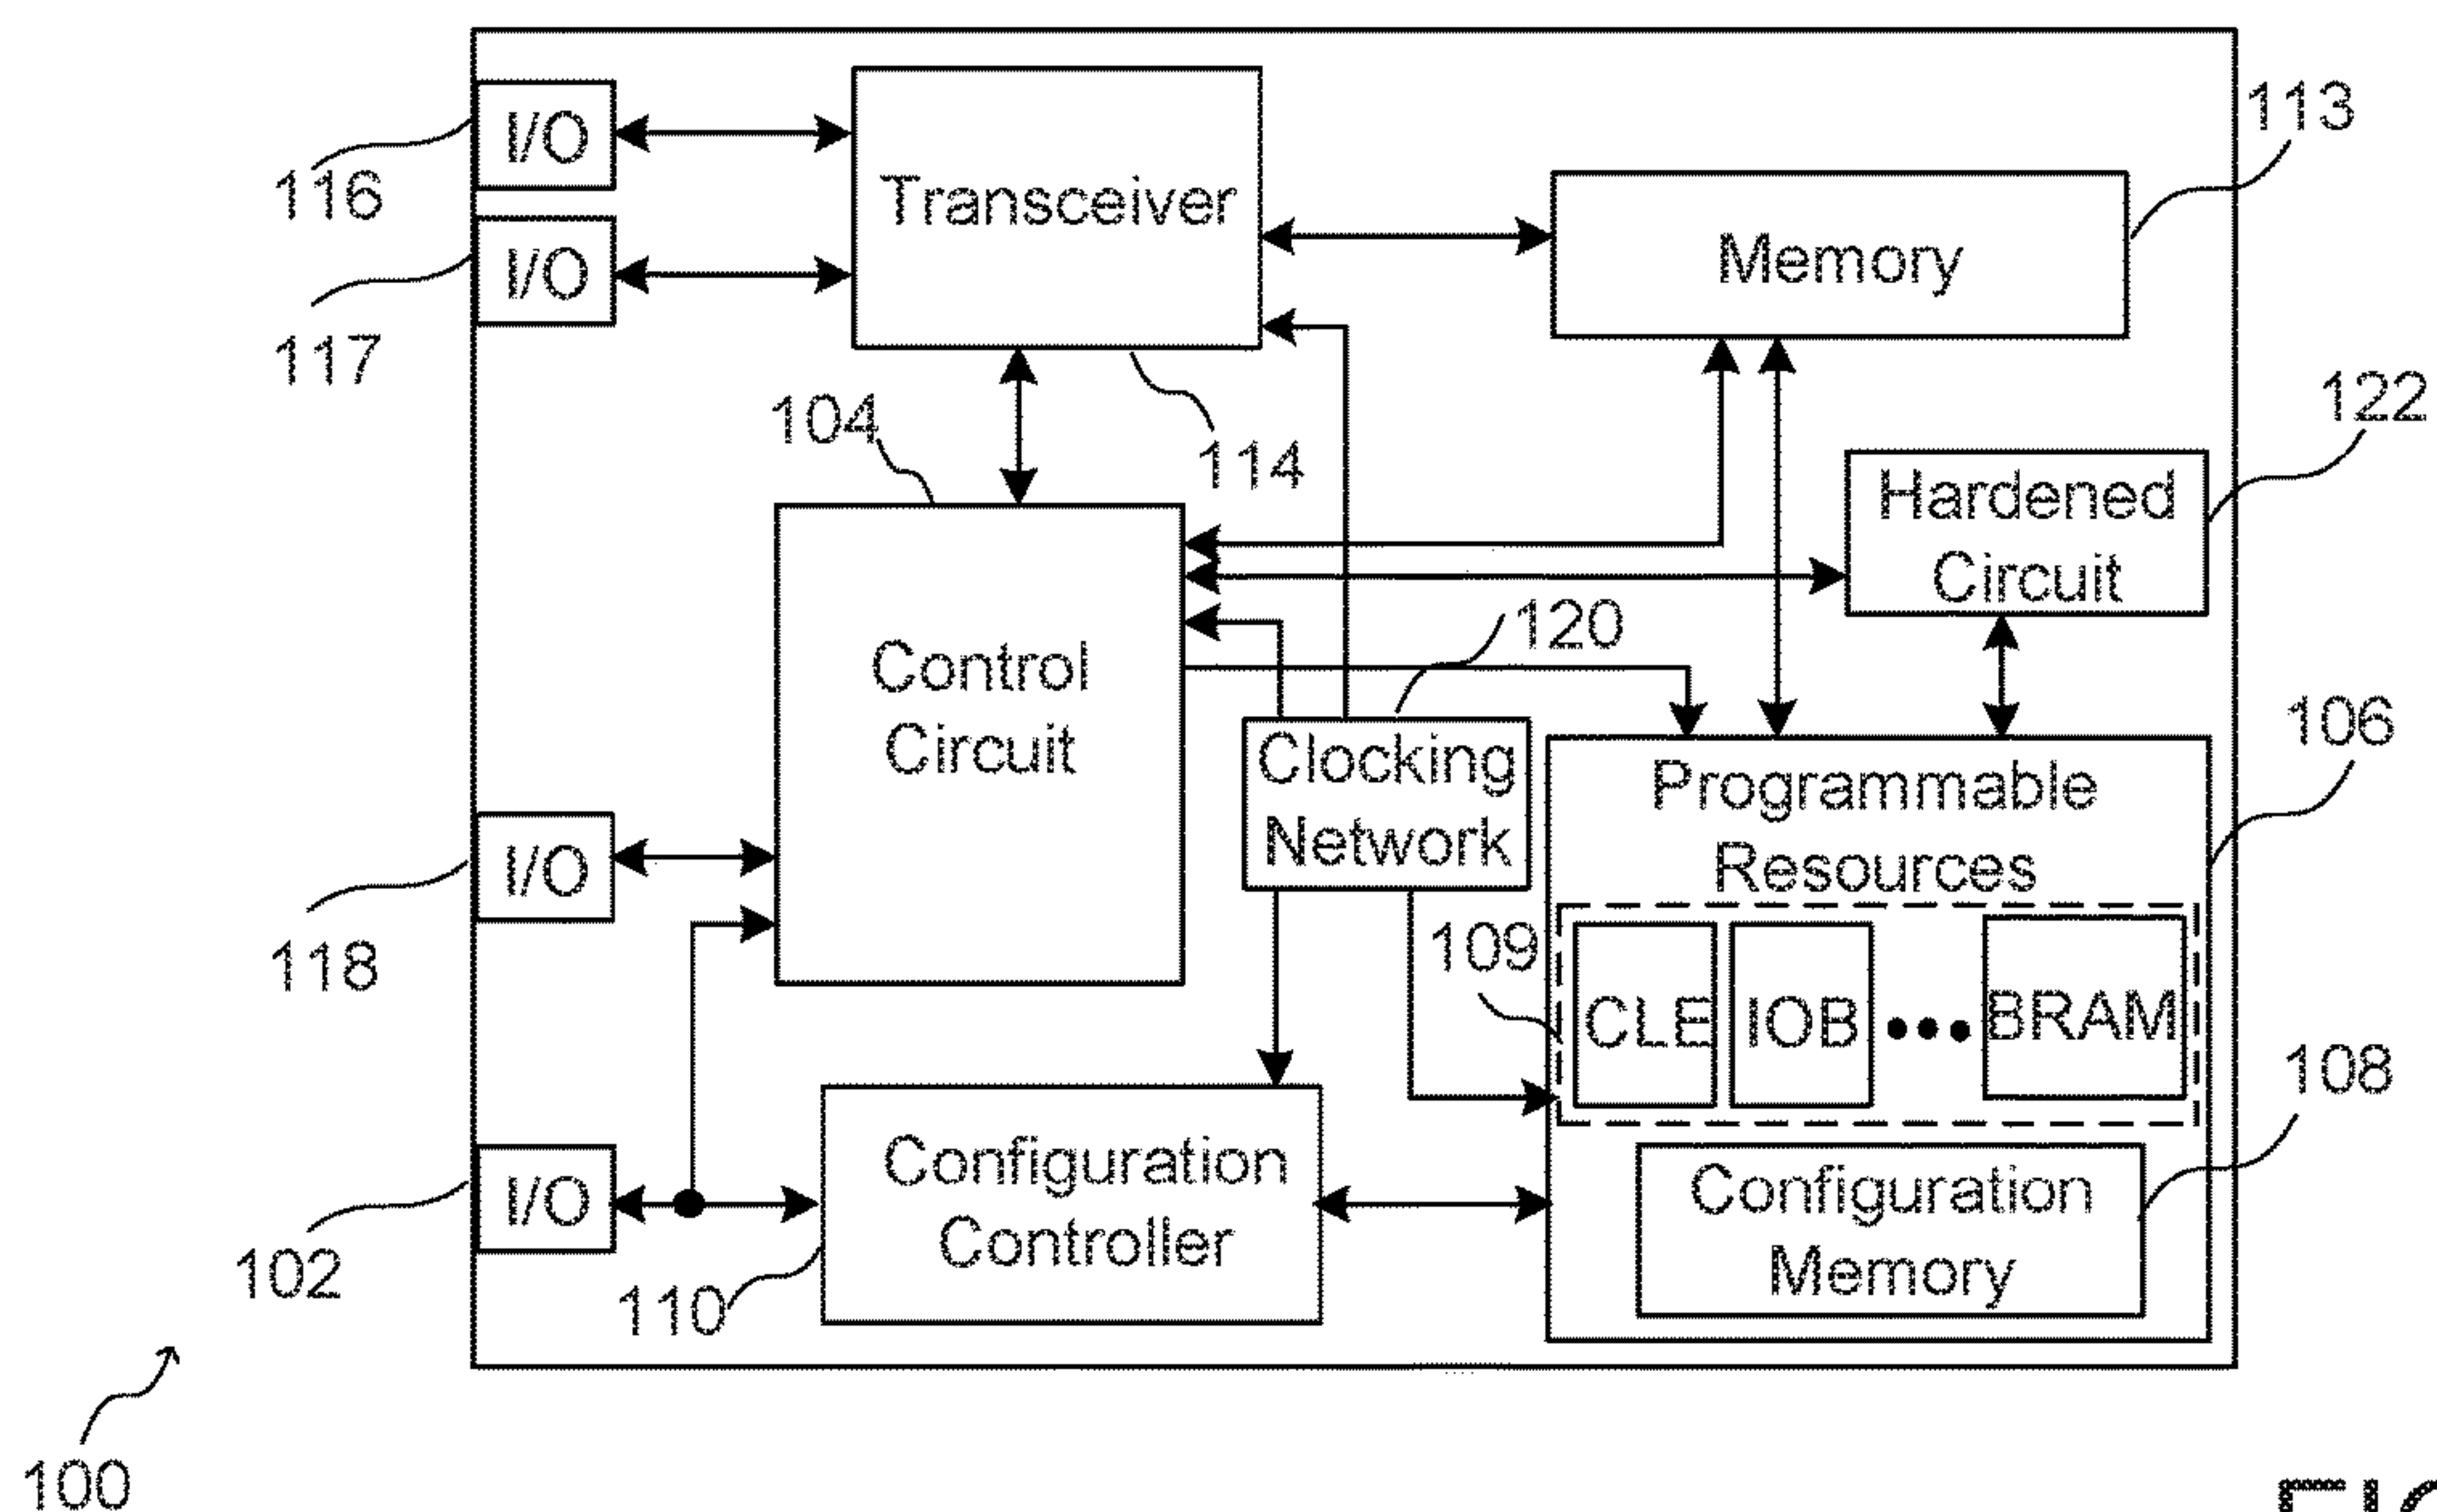 I/O
116
Transceiver
113
I/O
117
Memory
104
114
122
Hardened
Circuit
Control
Circuit
120
Clocking
Network
106
Programmable
Resources
I/O
118
109
CLE
IOB
BRAM
108
I/O
102
110
Configuration
Controller
Configuration
Memory
100